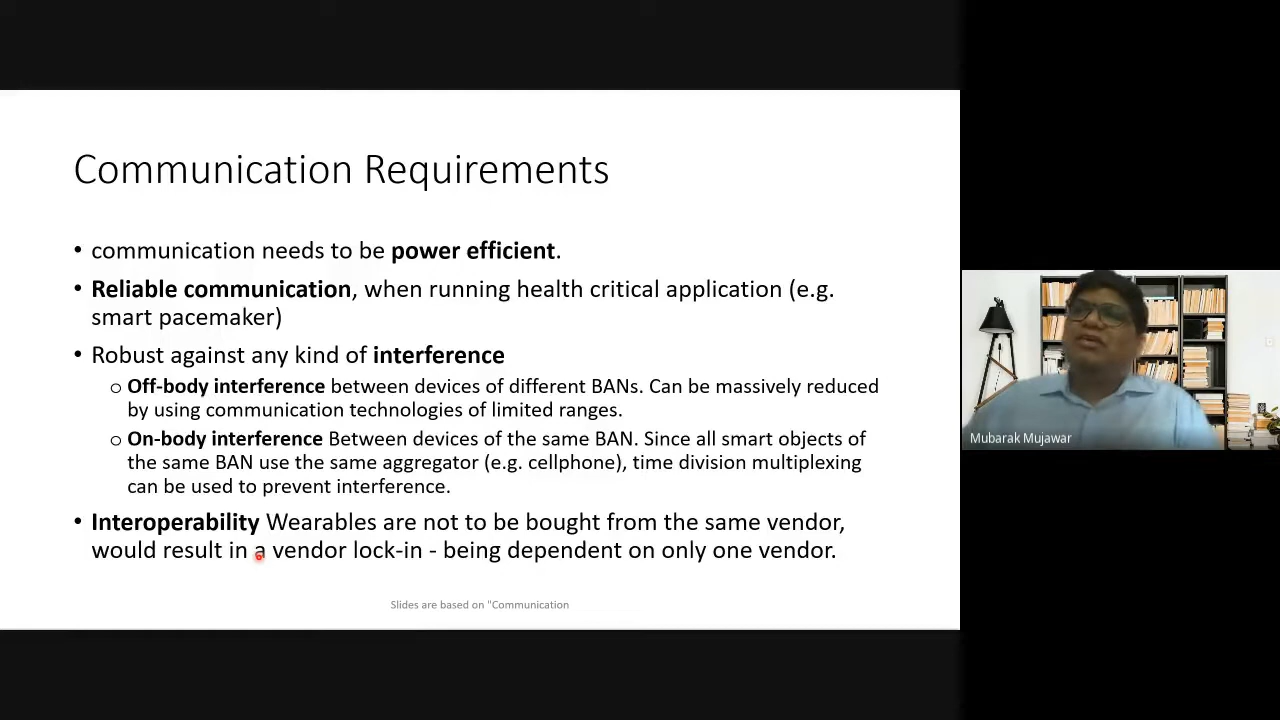 Communication Requirements
• communication needs to be power efficient.
• Reliable communication, when running health critical application (e.g.
smart pacemaker)
• Robust against any kind of interference
o Off-body interference between devices of different BANs. Can be massively reduced
by using communication technologies of limited ranges.
o On-body interference Between devices of the same BAN. Since all smart objects of
the same BAN use the same aggregator (e.g. cellphone), time division multiplexing
can be used to prevent interference.
• Interoperability Wearables are not to be bought from the same vendor,
would result in a vendor lock-in - being dependent on only one vendor.
Slides are based on "Communication
Mubarak Mujawar